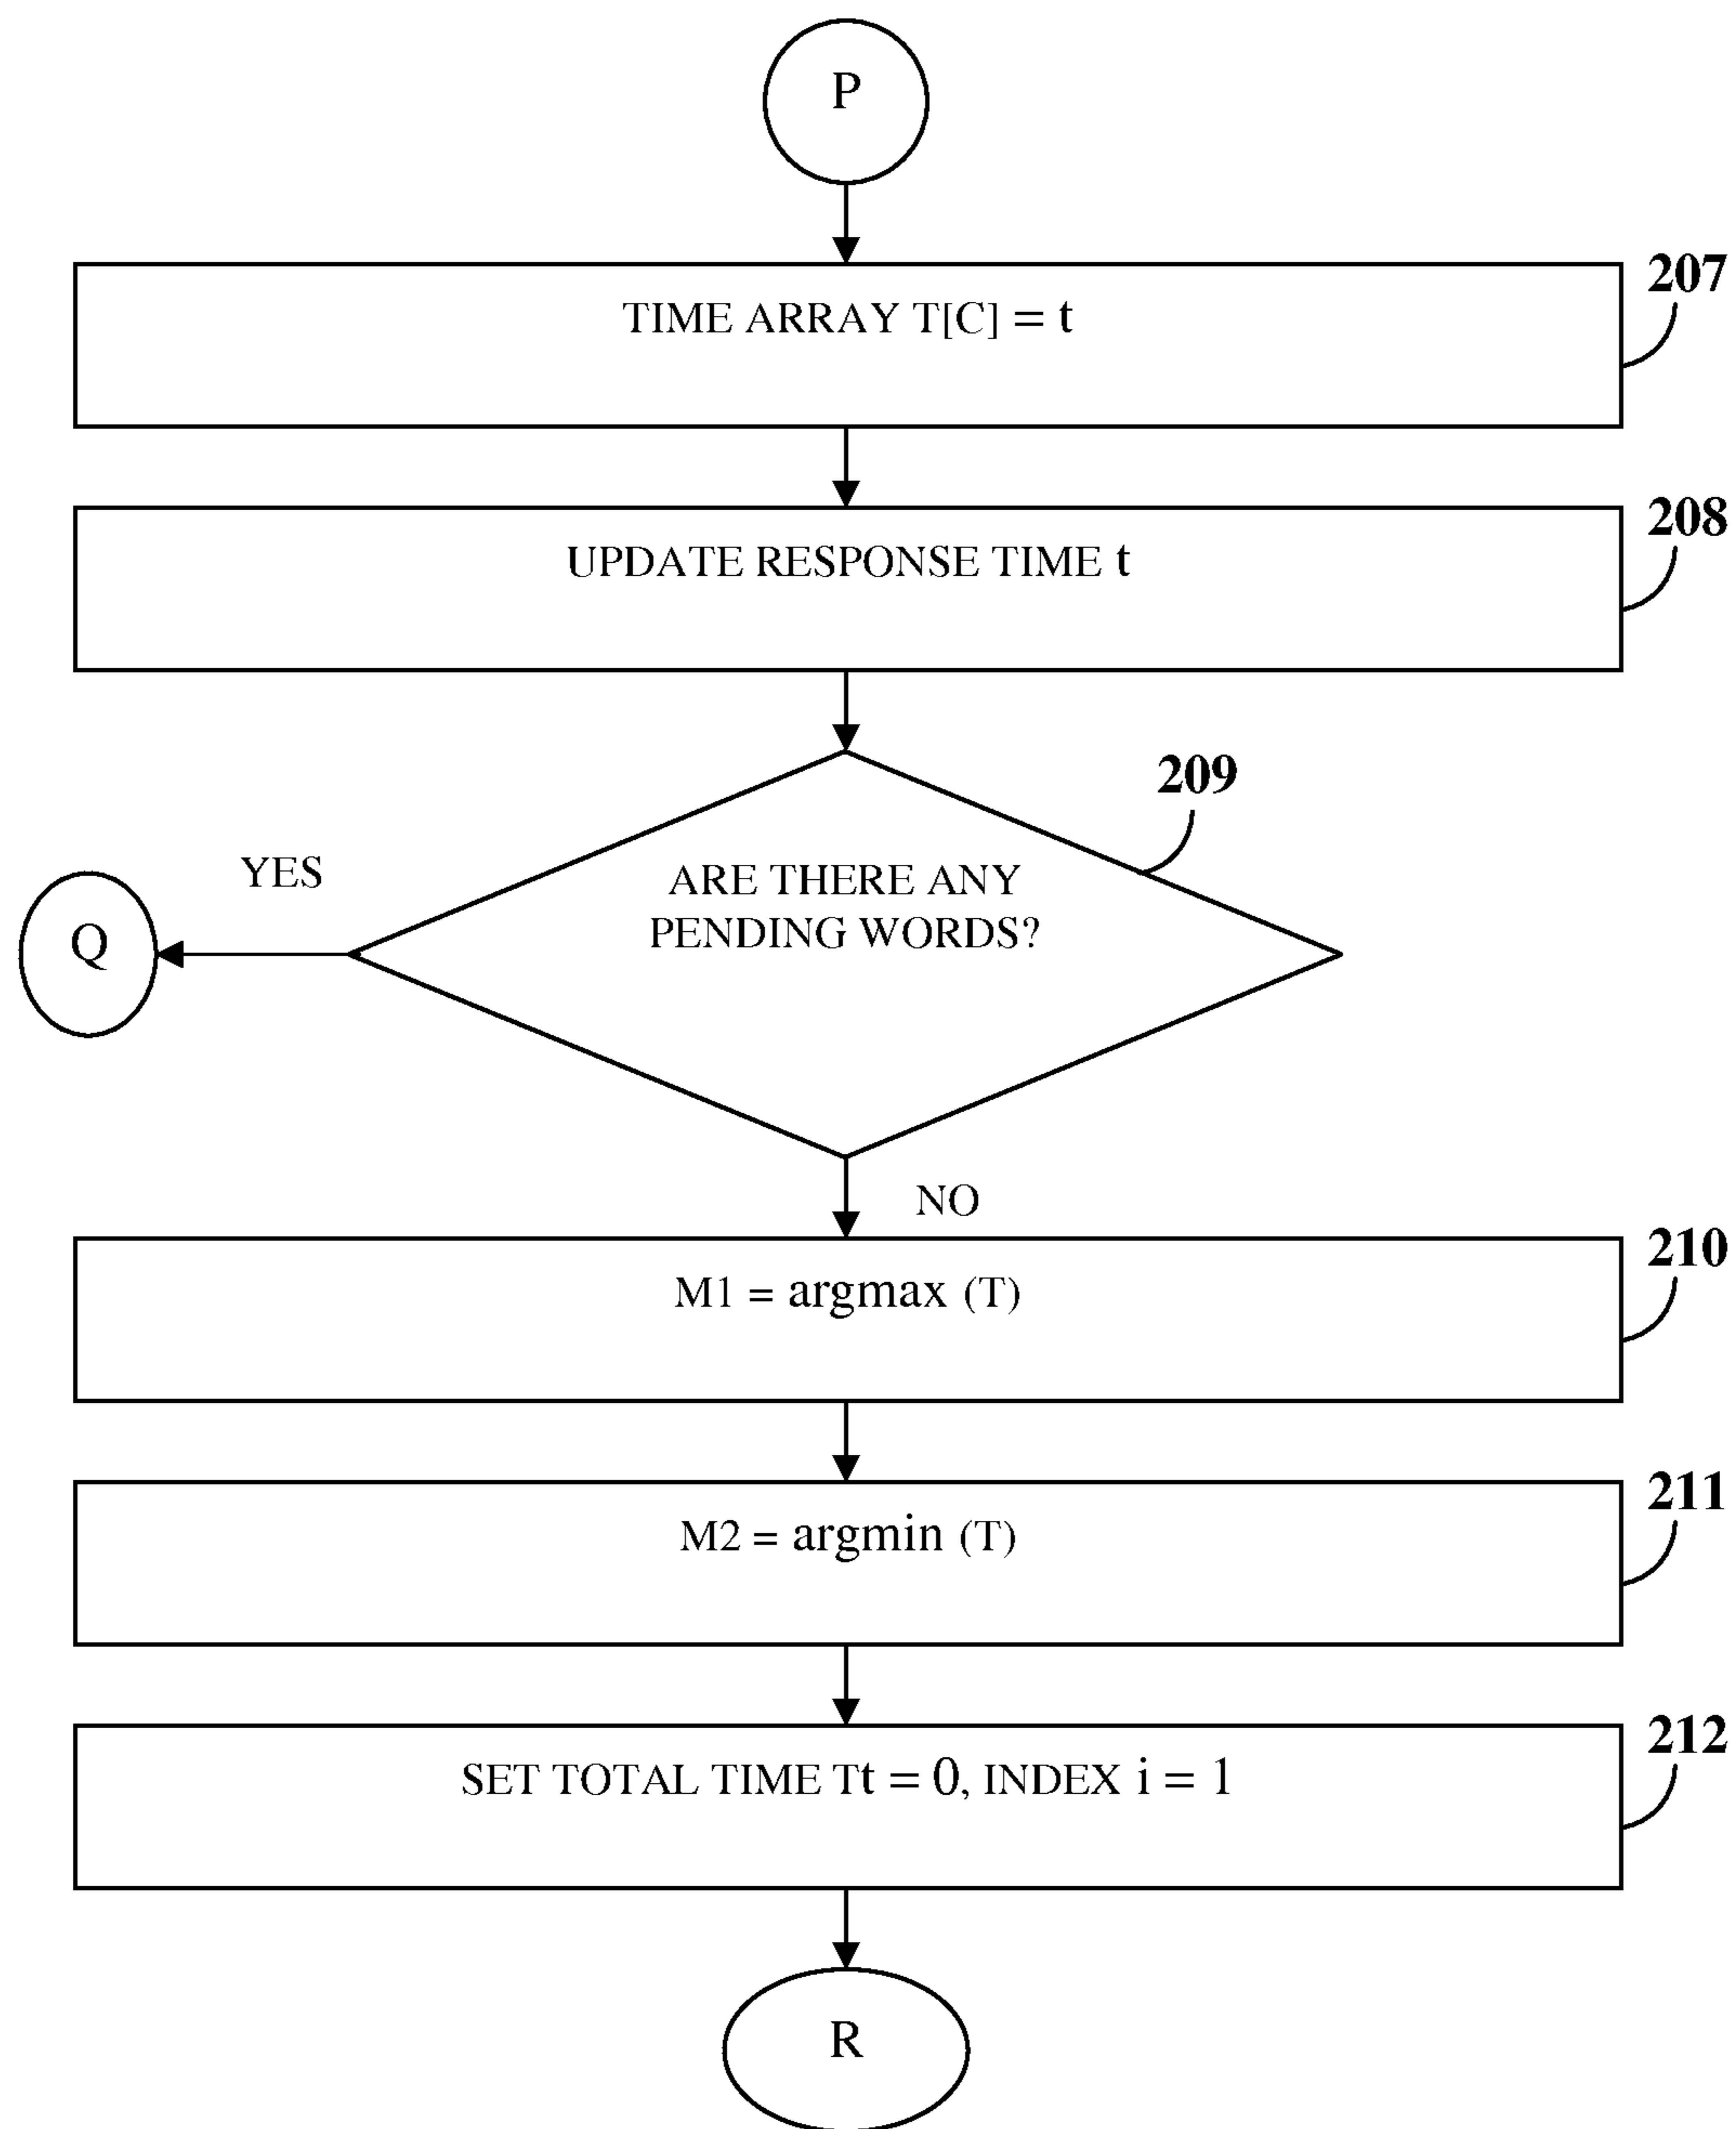 P
207
TIME ARRAY T[C] = t
208
UPDATE RESPONSE TIME t
209
YES
ARE THERE ANY
PENDING WORDS?
Q
NO
210
M1 = argmax (T)
211
M2 = argmin (T)
212
SET TOTAL TIME Tt = 0, INDEX i = 1
R